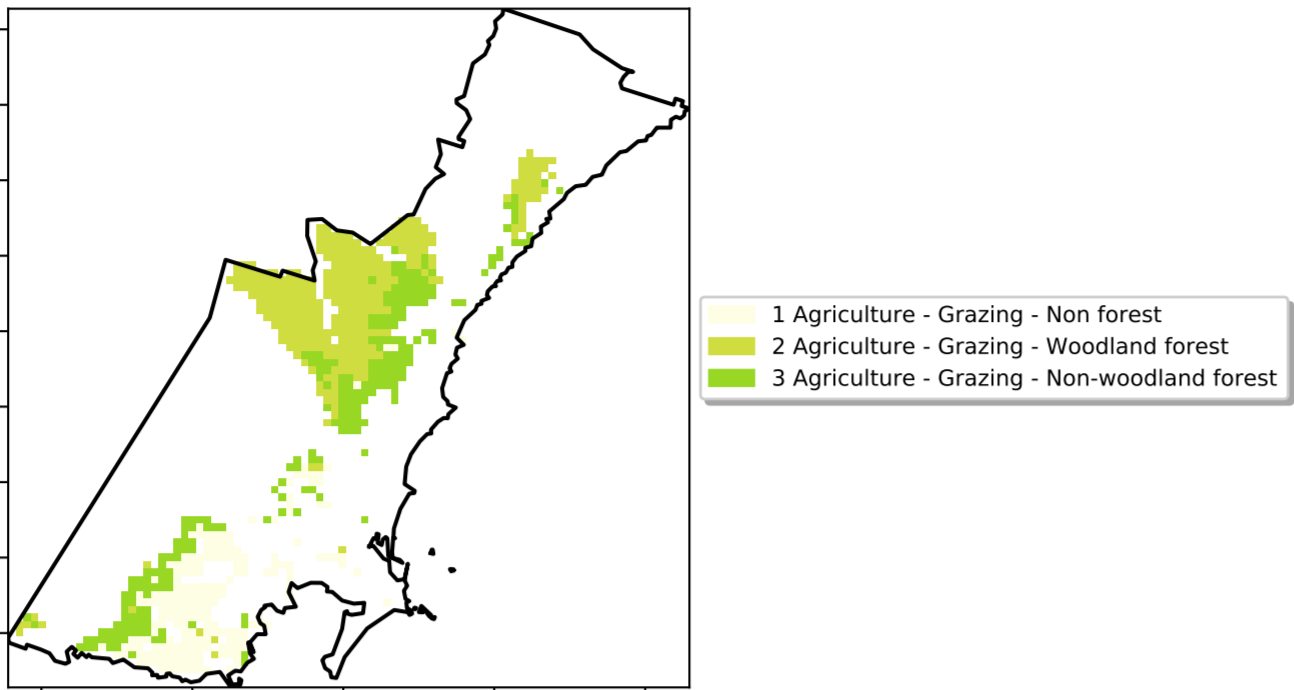 1 Agriculture - Grazing - Non forest
2 Agriculture - Grazing - Woodland forest
3 Agriculture - Grazing - Non-woodland forest